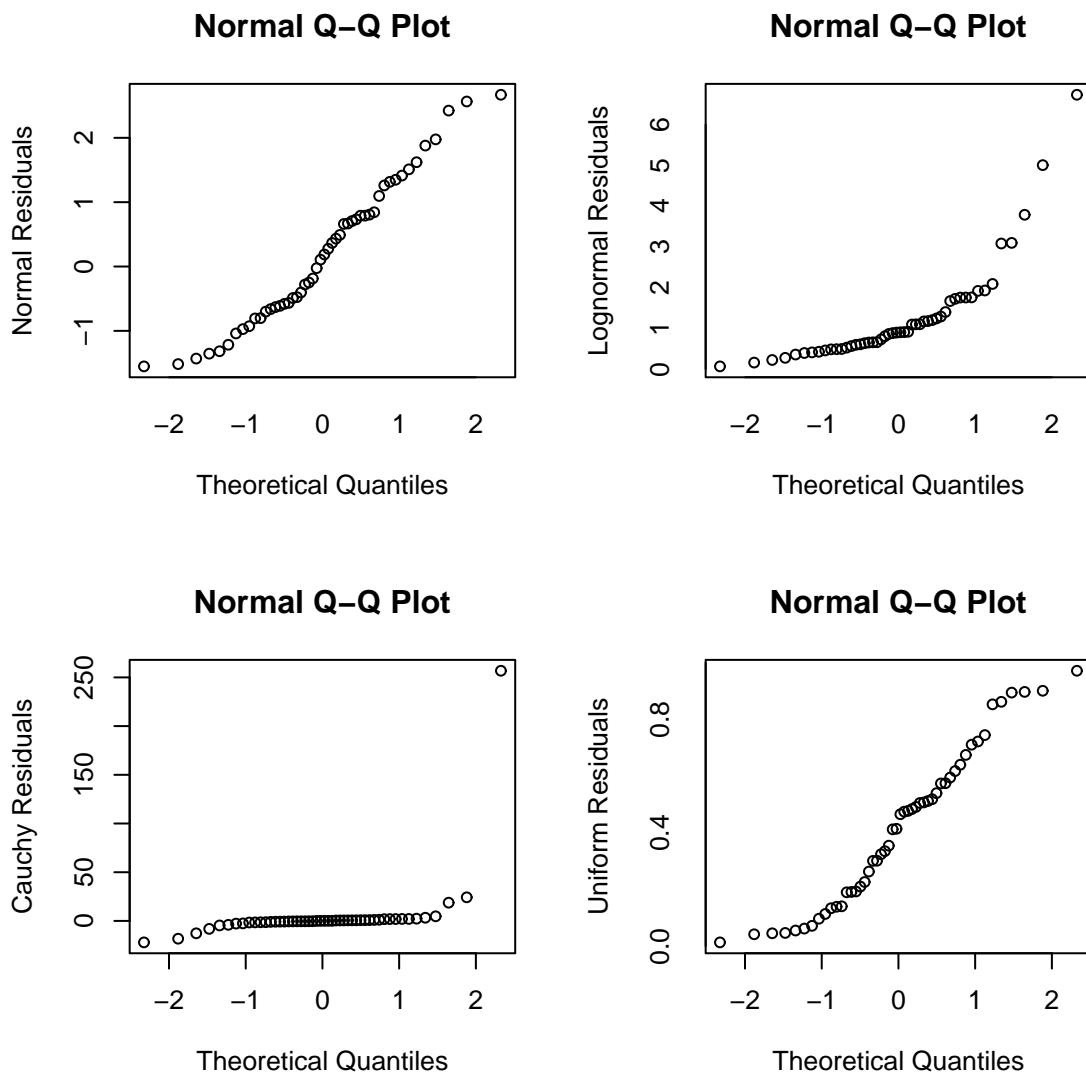 Normal Q−Q Plot
Normal Residuals
2
1
0
−1
−2 −1 0 1 2
Theoretical Quantiles
Normal Q−Q Plot
Lognormal Residuals
6
5
4
3
2
1
0
−2 −1 0 1 2
Theoretical Quantiles
Normal Q−Q Plot
Cauchy Residuals
250
150
50
0
−2 −1 0 1 2
Theoretical Quantiles
Normal Q−Q Plot
Uniform Residuals
0.8
0.4
0.0
−2 −1 0 1 2
Theoretical Quantiles